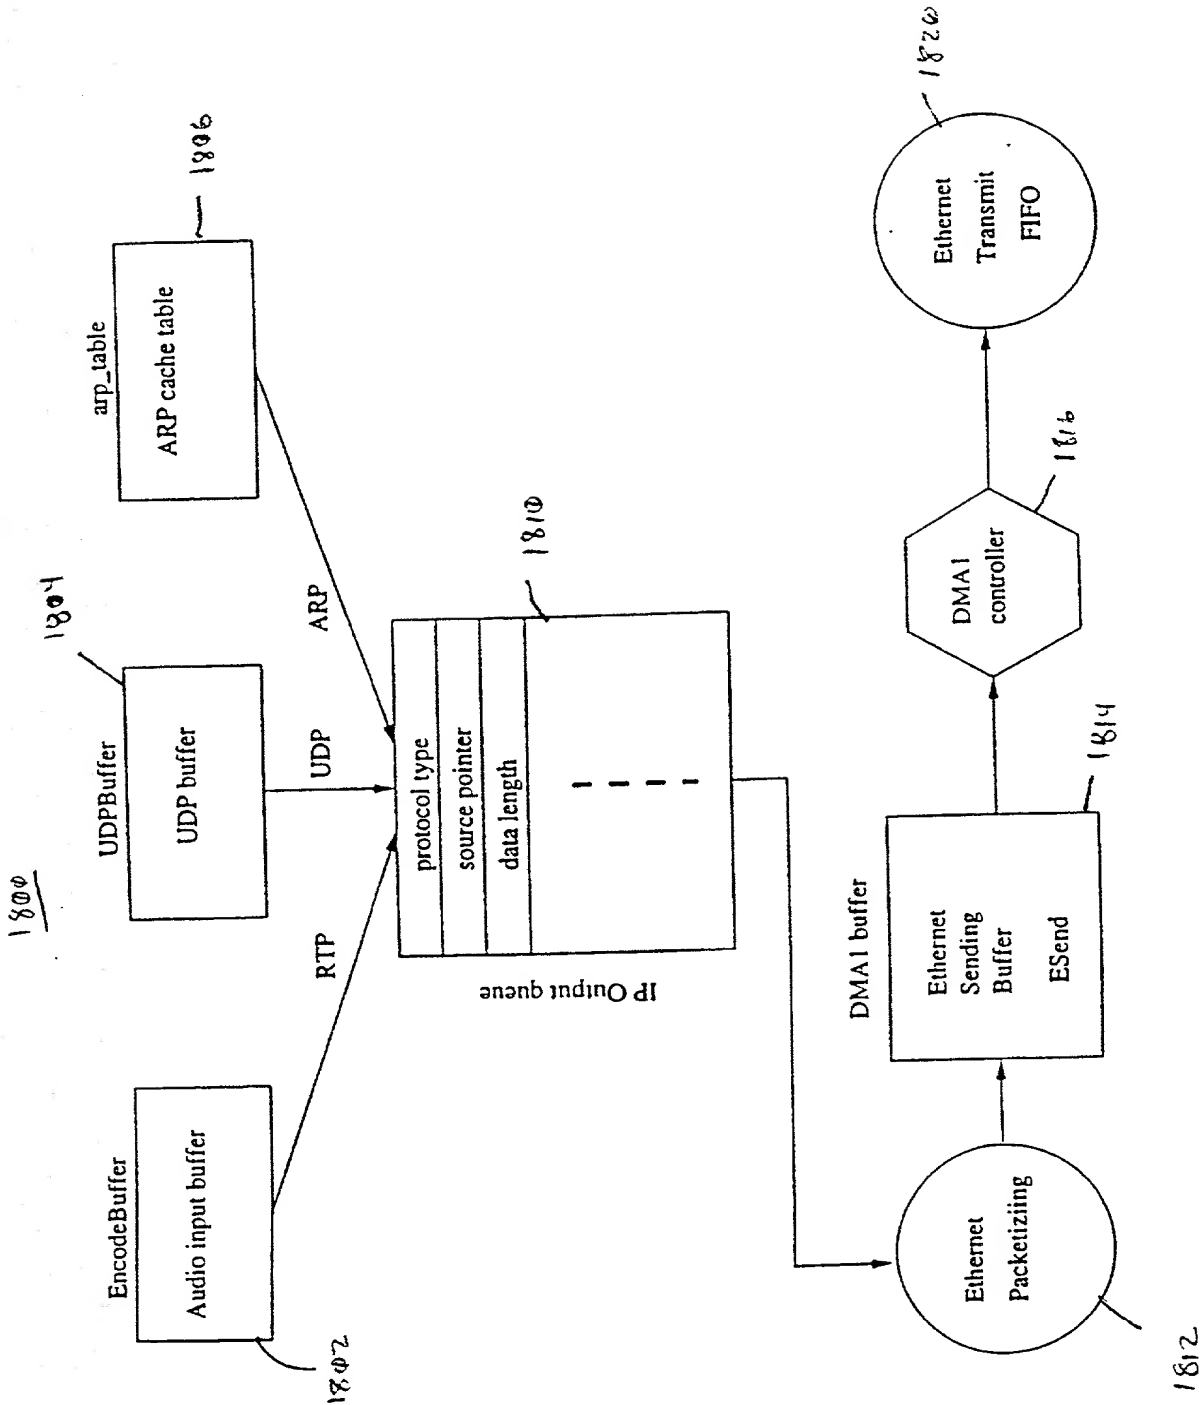 1800
EncodeBuffer
Audio input buffer
1802
UDPBuffer
UDP buffer
1804
arp_table
ARP cache table
1806
RTP
UDP
ARP
IP Output queue
protocol type
source pointer
data length
1810
Ethernet
Packetiziing
1812
DMA1 buffer
Ethernet
Sending
Buffer
ESend
1814
DMA1
controller
1816
Ethernet
Transmit
FIFO
1820